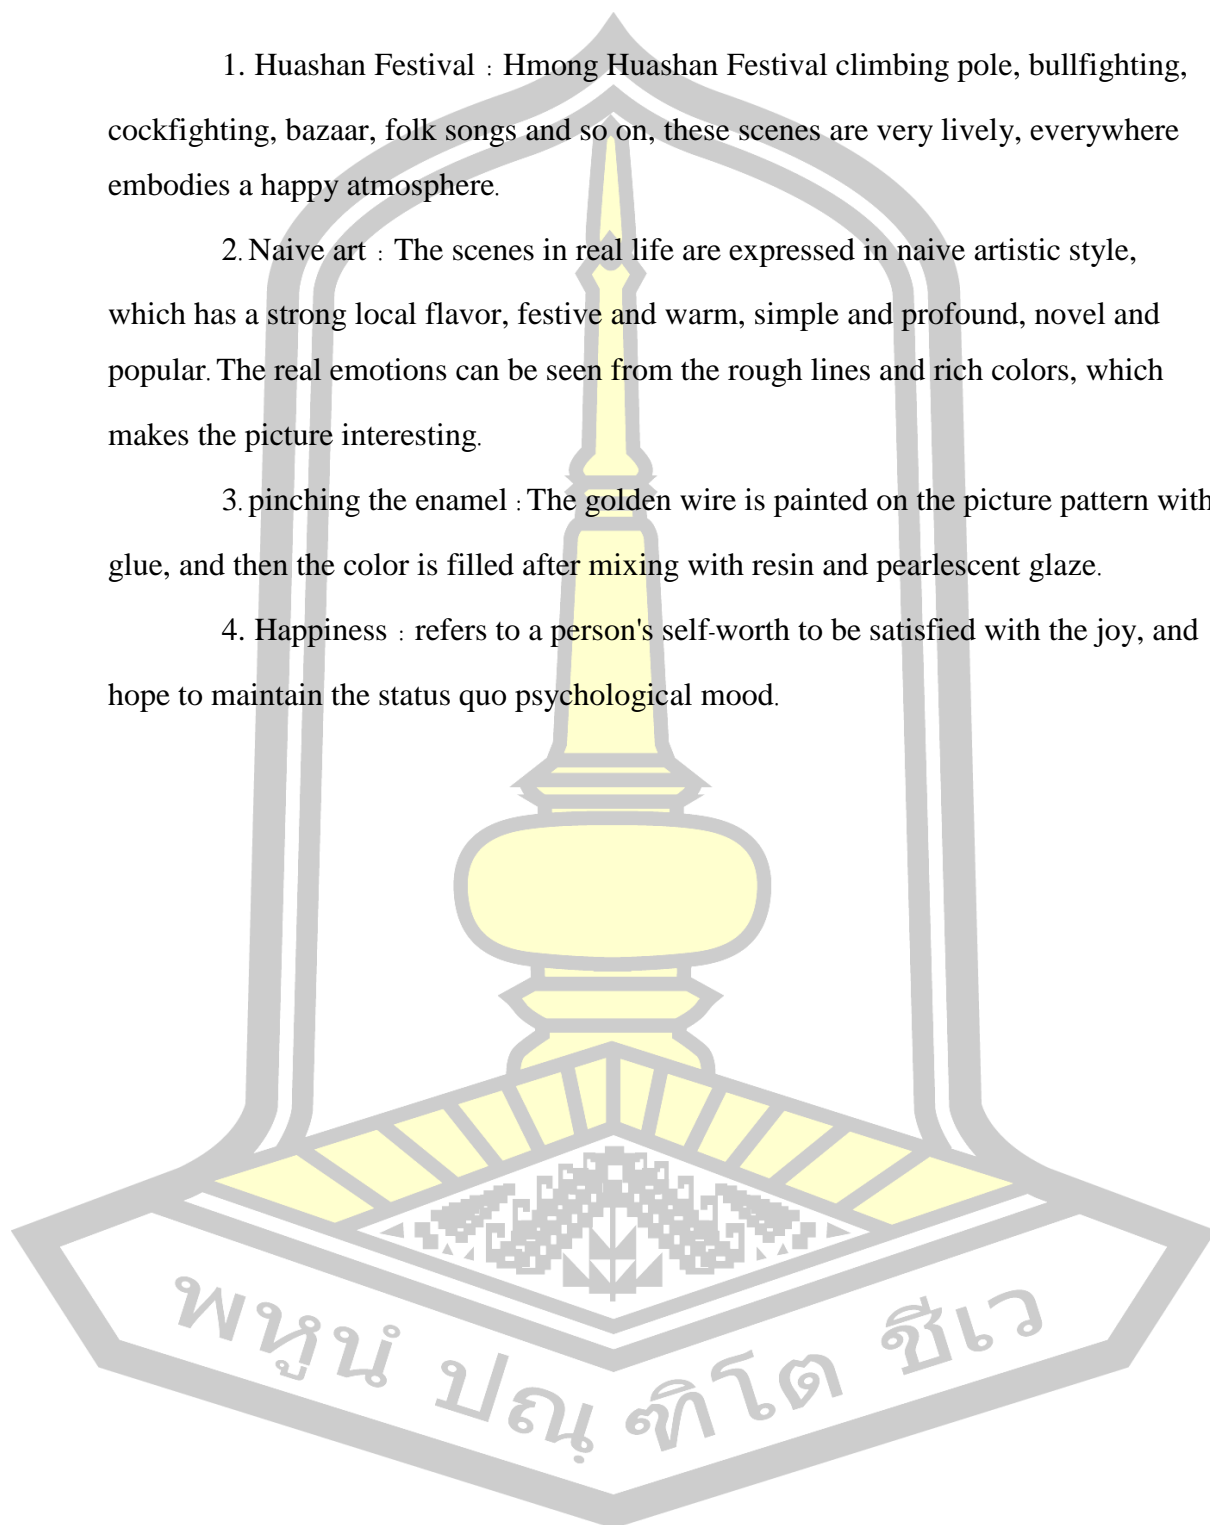 1. Huashan Festival : Hmong Huashan Festival climbing pole, bullfighting,
cockfighting, bazaar, folk songs and so on, these scenes are very lively, everywhere
embodies a happy atmosphere.
2. Naive art : The scenes in real life are expressed in naive artistic style,
which has a strong local flavor, festive and warm, simple and profound, novel and
popular. The real emotions can be seen from the rough lines and rich colors, which
makes the picture interesting.
3. pinching the enamel : The golden wire is painted on the picture pattern with
glue, and then the color is filled after mixing with resin and pearlescent glaze.
4. Happiness : refers to a person's self-worth to be satisfied with the joy, and
hope to maintain the status quo psychological mood.
พหูนํ ปณฺฑิโต ชีเว